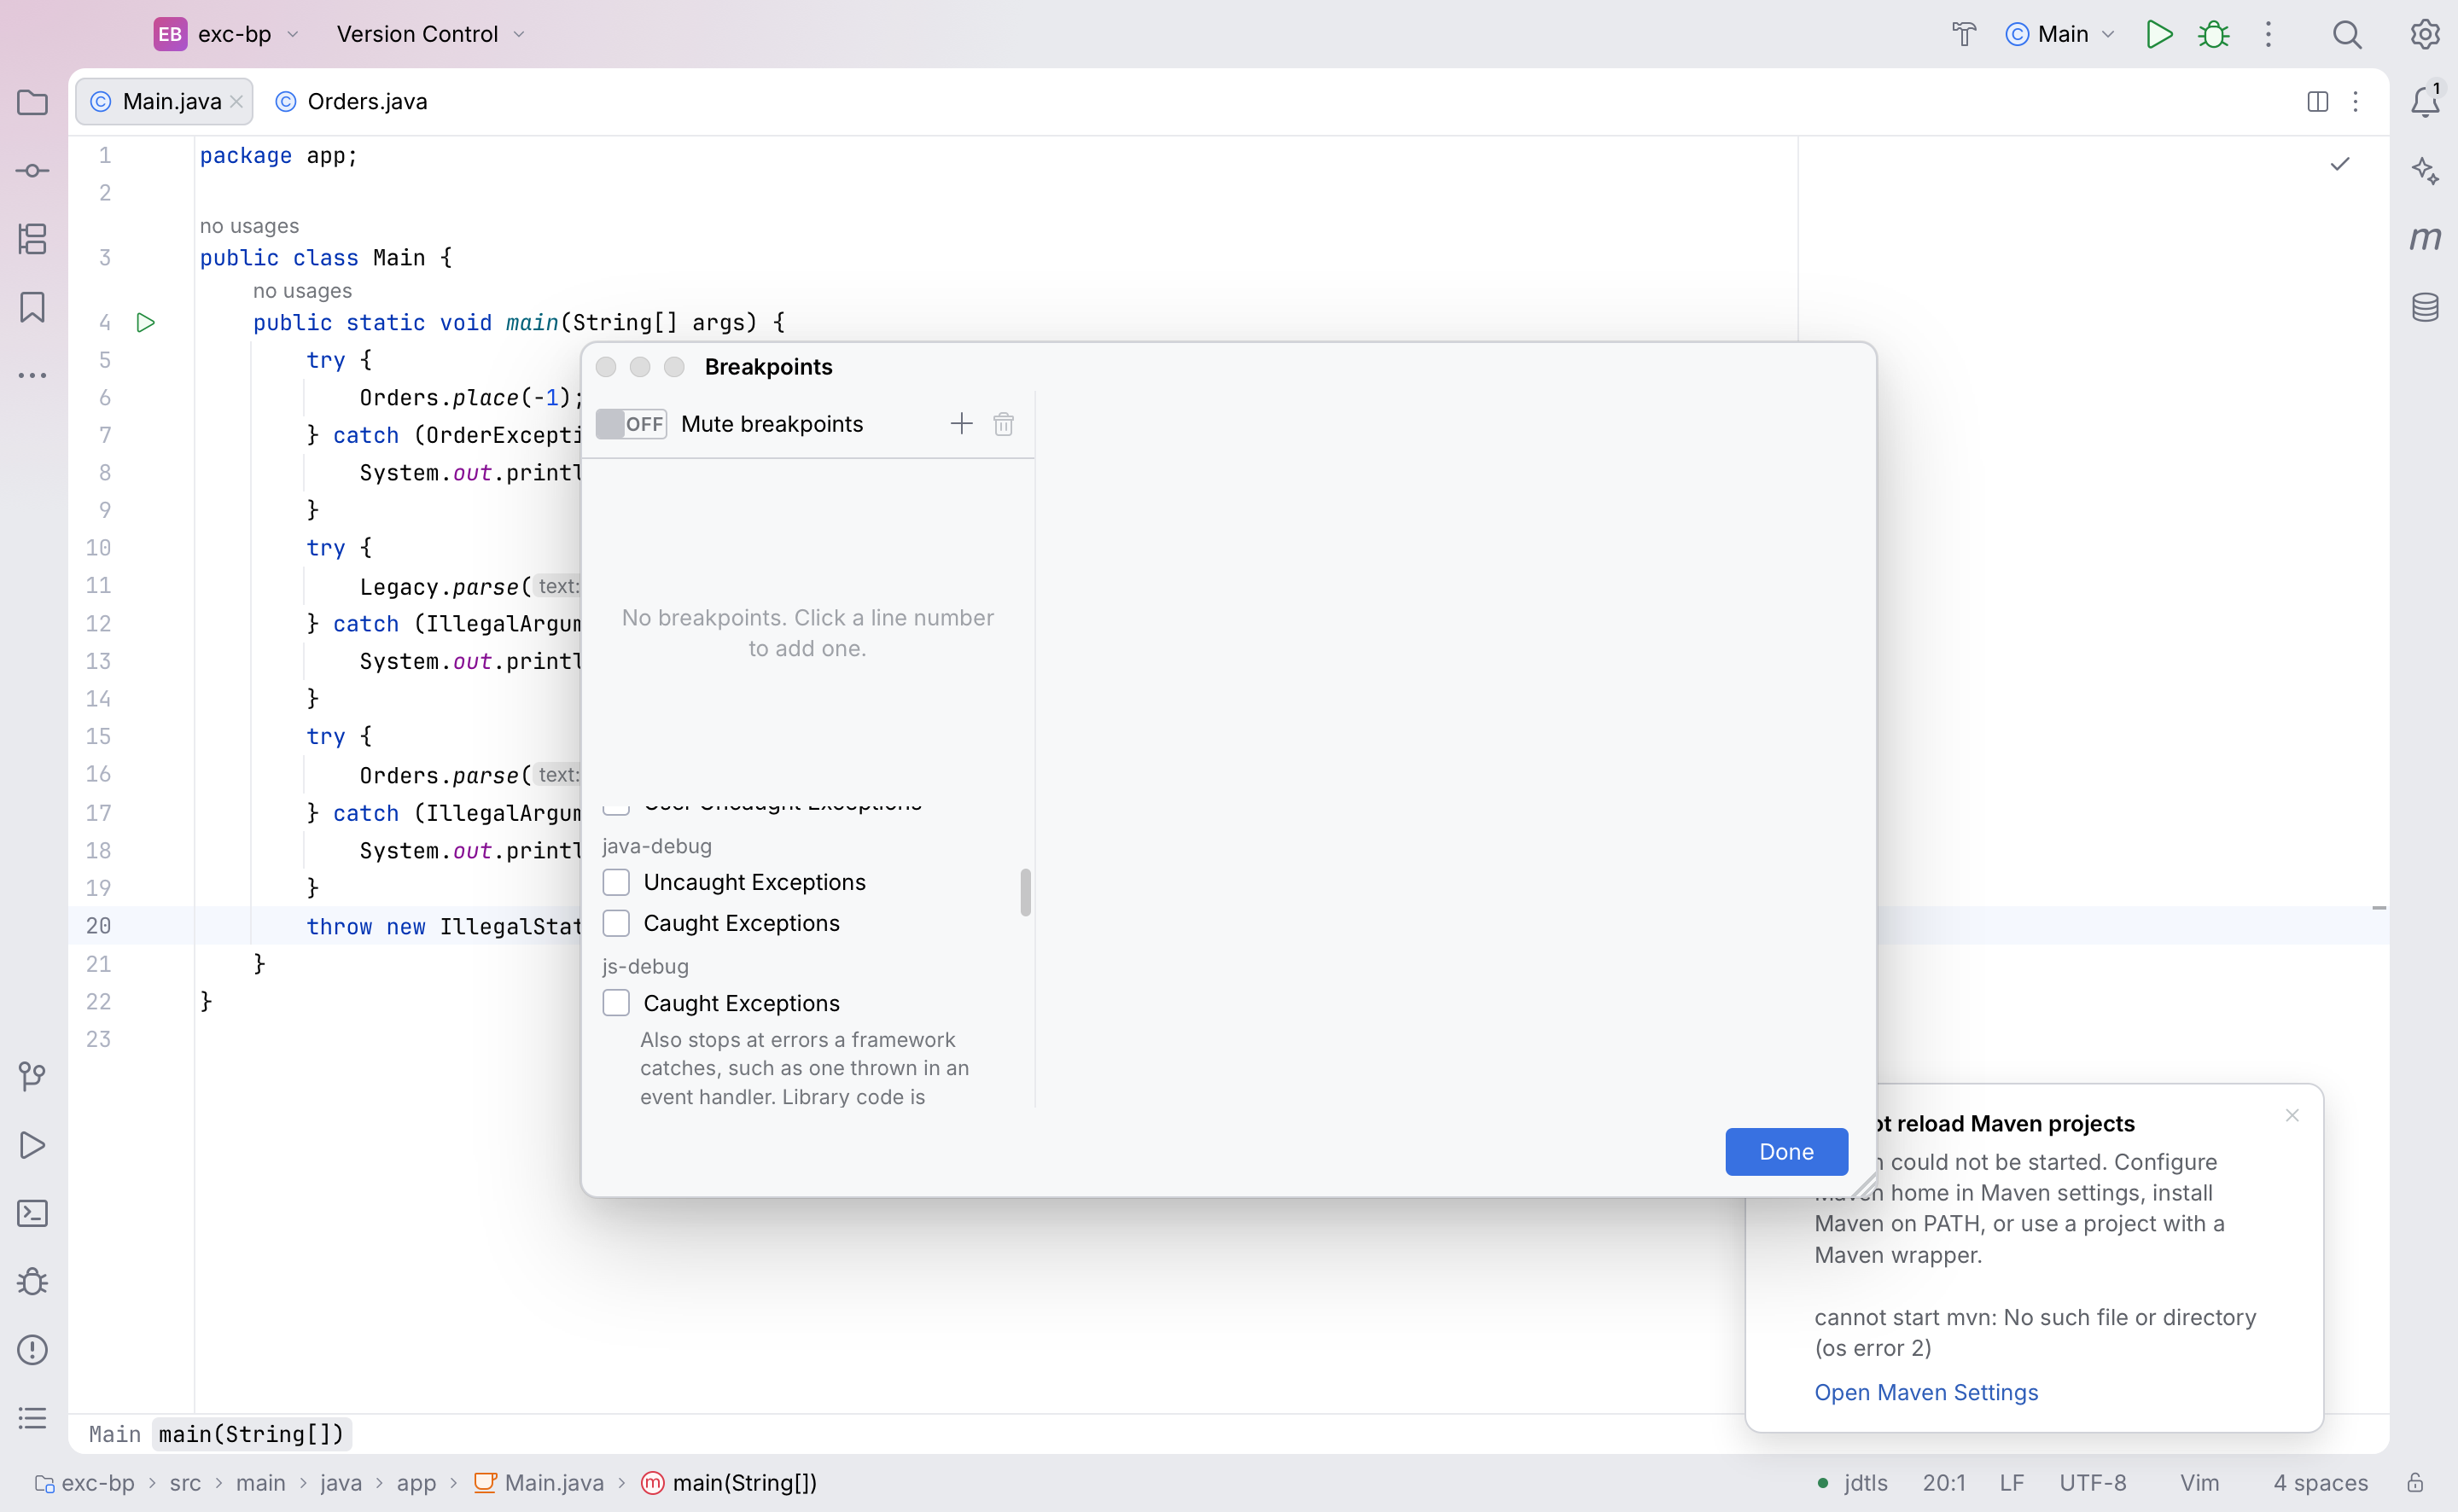 EB exc-bp Version Control Main
Main.java Orders.java 1
1 package app;
2
no usages
3 public class Main {
no usages
4 public static void main(String[] args) {
5 try {
6 Orders.place(-1);
7 } catch (OrderExcepti
8 System.out.printl
9 }
10 try {
11 Legacy.parse( text:
12 } catch (IllegalArgum
13 System.out.printl
14 }
15 try {
16 Orders.parse( text:
17 } catch (IllegalArgum
18 System.out.printl
19 }
20 throw new IllegalStat
21 }
22 }
23
Breakpoints
OFF Mute breakpoints
No breakpoints. Click a line number
to add one.
User Uncaught Exceptions
java-debug
Uncaught Exceptions
Caught Exceptions
js-debug
Caught Exceptions
Also stops at errors a framework
catches, such as one thrown in an
event handler. Library code is
Done
ot reload Maven projects
n could not be started. Configure
Maven home in Maven settings, install
Maven on PATH, or use a project with a
Maven wrapper.
cannot start mvn: No such file or directory
(os error 2)
Open Maven Settings
Main main(String[])
exc-bp › src › main › java › app › Main.java › main(String[]) jdtls 20:1 LF UTF-8 Vim 4 spaces